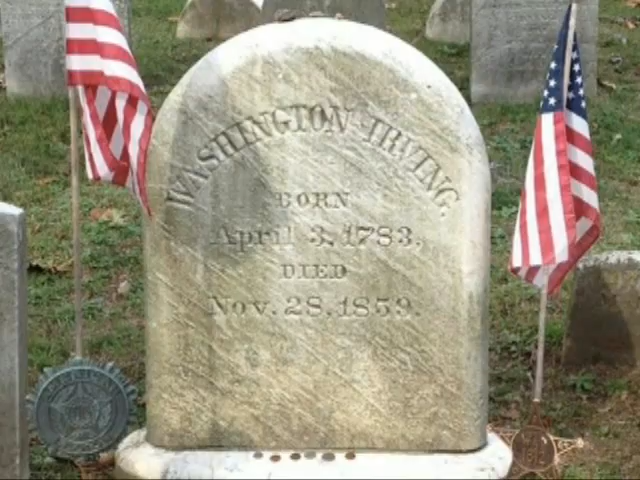 WASHINGTON IRVING.
BORN
April 3, 1783.
DIED
Nov. 28, 1859.